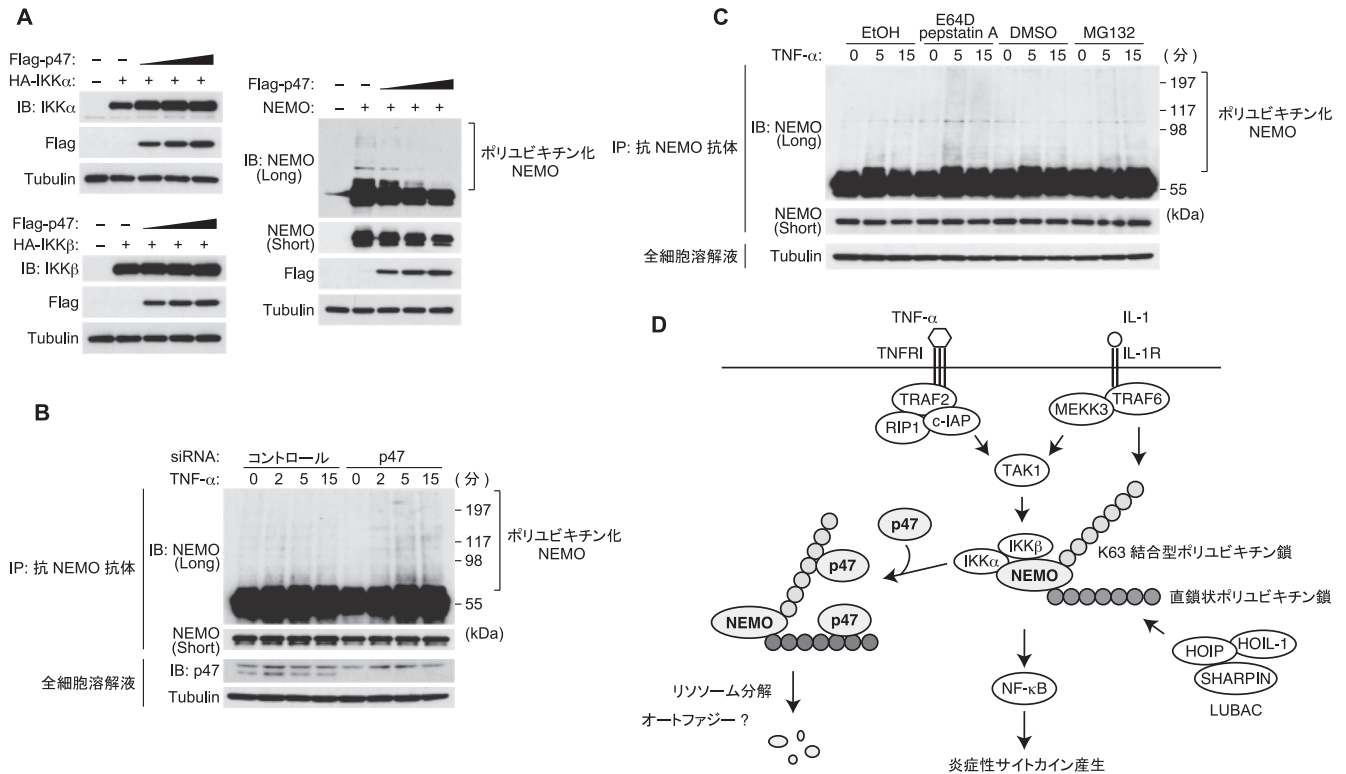 A
Flag-p47:
HA-IKKα: – + + + +
IB: IKKα
Flag
Tubulin
Flag-p47: – –
HA-IKKβ: – + + + +
IB: IKKβ
Flag
Tubulin
Flag-p47: – –
NEMO: – + + + +
IB: NEMO
(Long)
ポリユビキチン化
NEMO
NEMO
(Short)
Flag
Tubulin
B
siRNA: コントロール p47
TNF-α: 0 2 5 15 0 2 5 15 (分)
IP: 抗 NEMO 抗体
IB: NEMO
(Long)
197
117
98
55
(kDa)
ポリユビキチン化
NEMO
NEMO
(Short)
全細胞溶解液
IB: p47
Tubulin
C
EtOH E64D pepstatin A DMSO MG132
TNF-α: 0 5 15 0 5 15 0 5 15 0 5 15 (分)
IP: 抗 NEMO 抗体
IB: NEMO
(Long)
197
117
98
55
(kDa)
ポリユビキチン化
NEMO
NEMO
(Short)
全細胞溶解液
Tubulin
D
TNF-α
TNFRI
IL-1
IL-1R
TRAF2
RIP1
c-IAP
MEKK3
TRAF6
TAK1
p47
IKKβ
IKKα
NEMO
K63 結合型ポリユビキチン鎖
直鎖状ポリユビキチン鎖
p47
NEMO
p47
HOIP
HOIL-1
SHARPIN
LUBAC
リソソーム分解
オートファジー ?
NF-κB
炎症性サイトカイン産生